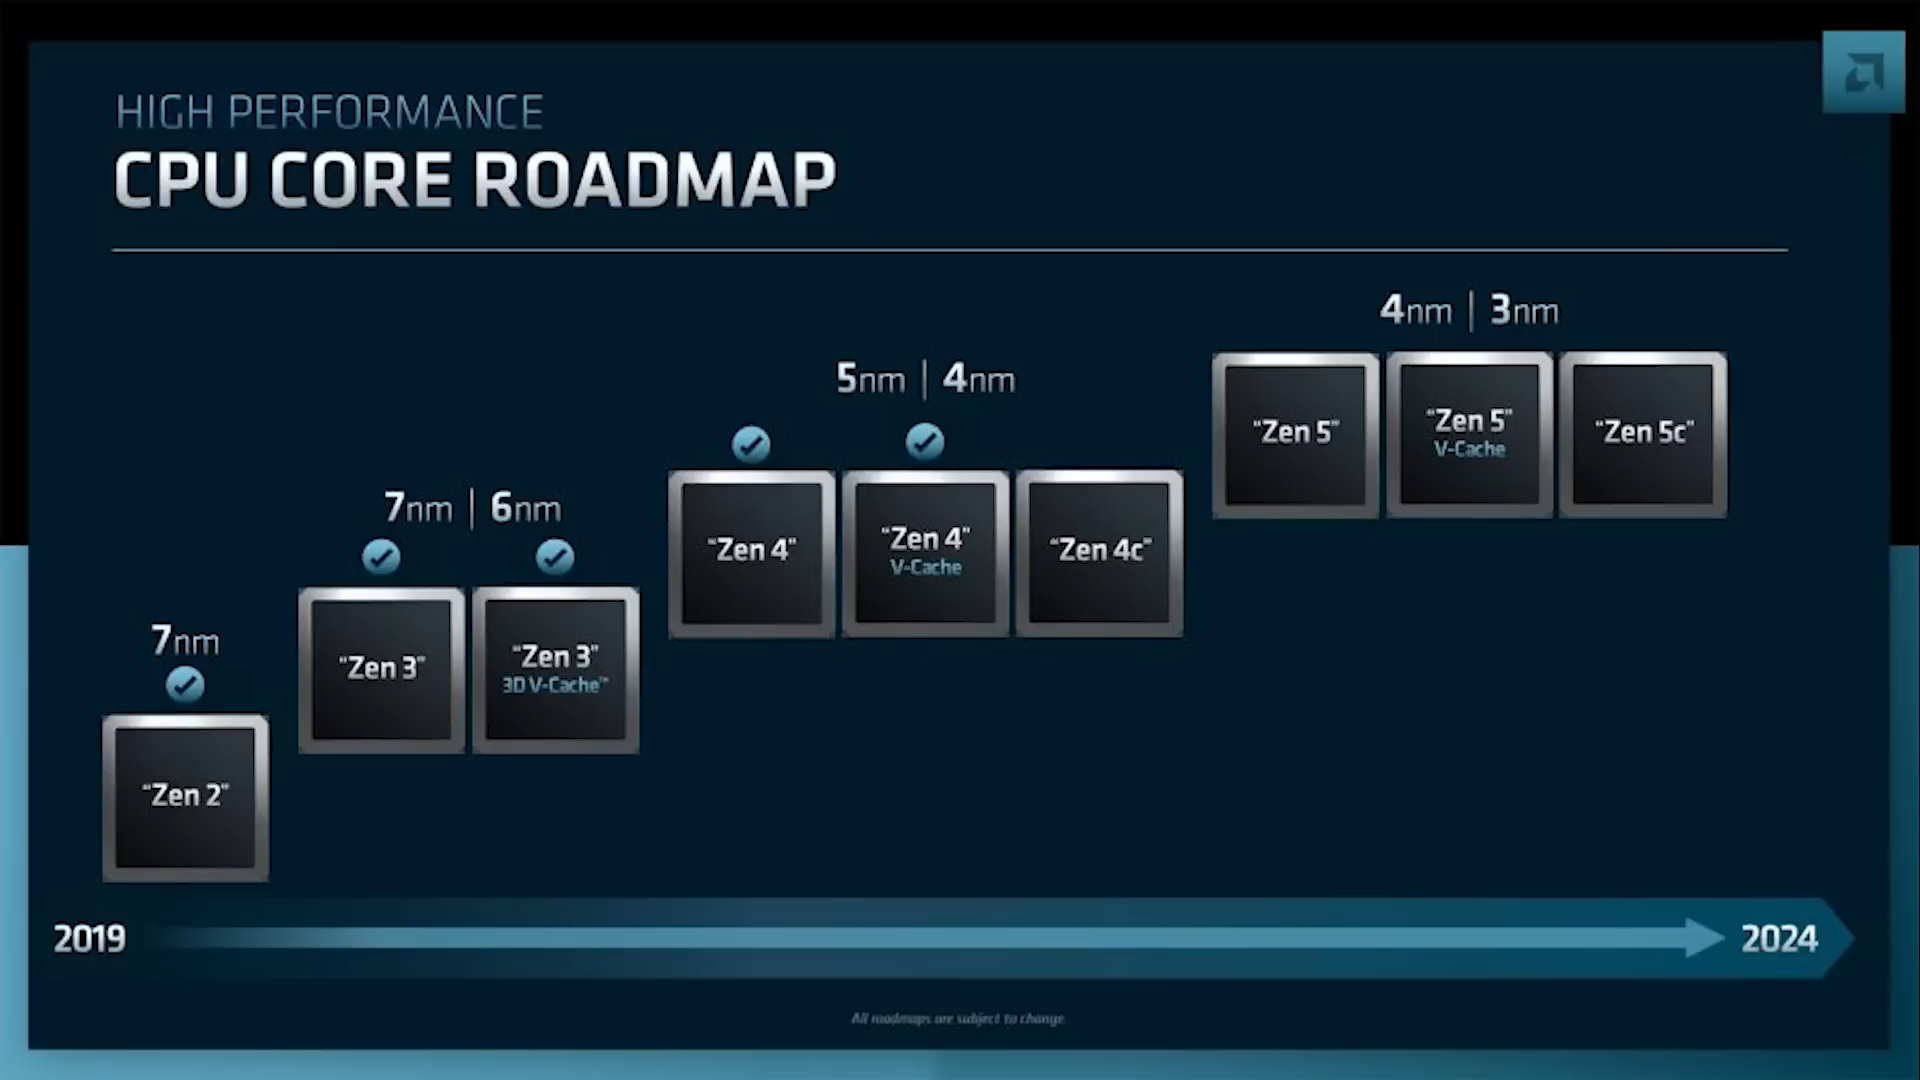 HIGH PERFORMANCE
CPU CORE ROADMAP
4nm | 3nm
"Zen 5"
"Zen 5"
V-Cache
"Zen 5c"
5nm | 4nm
"Zen 4"
"Zen 4"
V-Cache
"Zen 4c"
7nm | 6nm
"Zen 3"
"Zen 3"
3D V-Cache™
7nm
"Zen 2"
2019
2024
All roadmaps are subject to change.